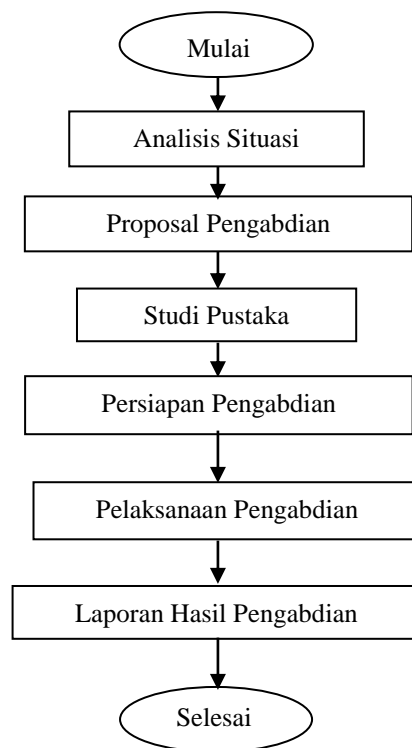 Mulai
Analisis Situasi
Proposal Pengabdian
Studi Pustaka
Persiapan Pengabdian
Pelaksanaan Pengabdian
Laporan Hasil Pengabdian
Selesai